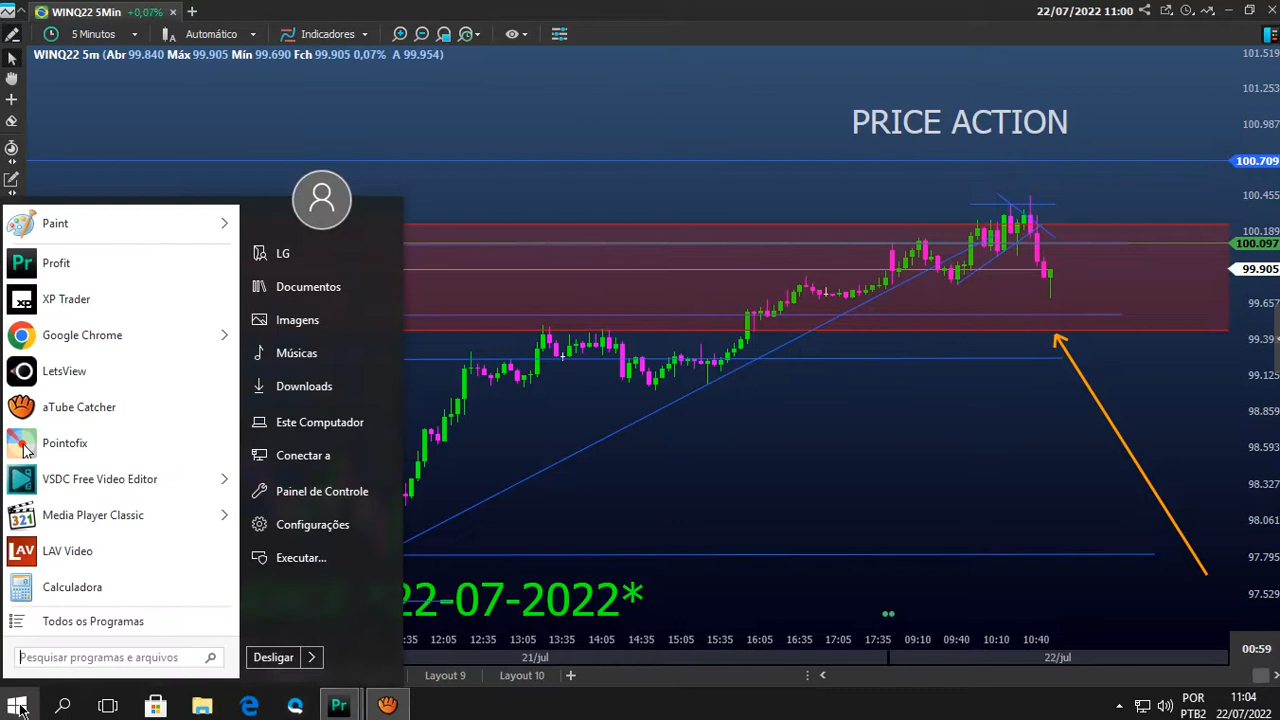 WINQ22 5Min +0,07%
22/07/2022 11:00
5 Minutos
Automático
Indicadores
WINQ22 5m (Abr 99.840 Máx 99.905 Mín 99.690 Fch 99.905 0,07% A 99.954)
PRICE ACTION
101.519
101.253
100.987
100.709
100.455
100.189
100.097
99.905
99.657
99.39
99.125
98.859
98.593
98.327
98.061
97.795
97.529
Paint
Profit
XP Trader
Google Chrome
LetsView
aTube Catcher
Pointofix
VSDC Free Video Editor
Media Player Classic
LAV Video
Calculadora
Todos os Programas
Pesquisar programas e arquivos
LG
Documentos
Imagens
Músicas
Downloads
Este Computador
Conectar a
Painel de Controle
Configurações
Executar...
Desligar
22-07-2022*
:35 12:05 12:35 13:05 13:35 14:05 15:05 15:35 16:05 16:35 17:05 17:35 09:10 09:40 10:10 10:40
21/jul
22/jul
00:59
Layout 9
Layout 10
POR
PTB2
11:04
22/07/2022